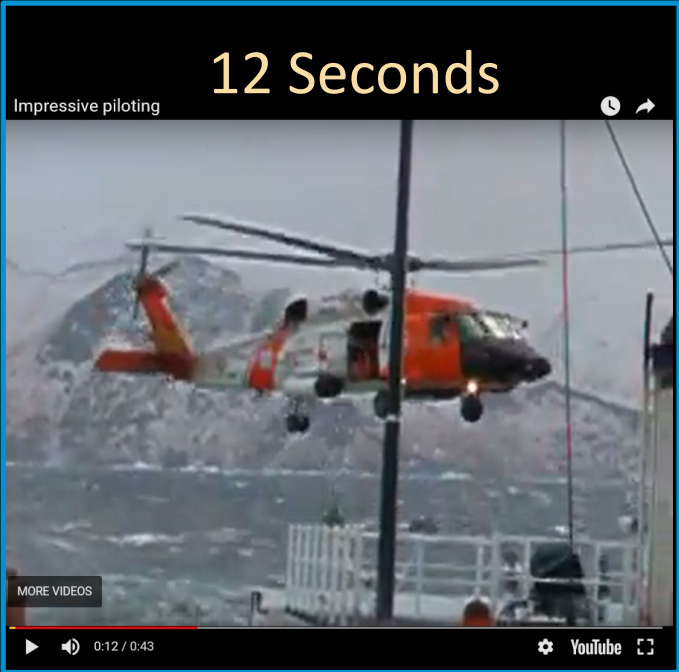 12 Seconds
Impressive piloting
MORE VIDEOS
0:12 / 0:43
YouTube